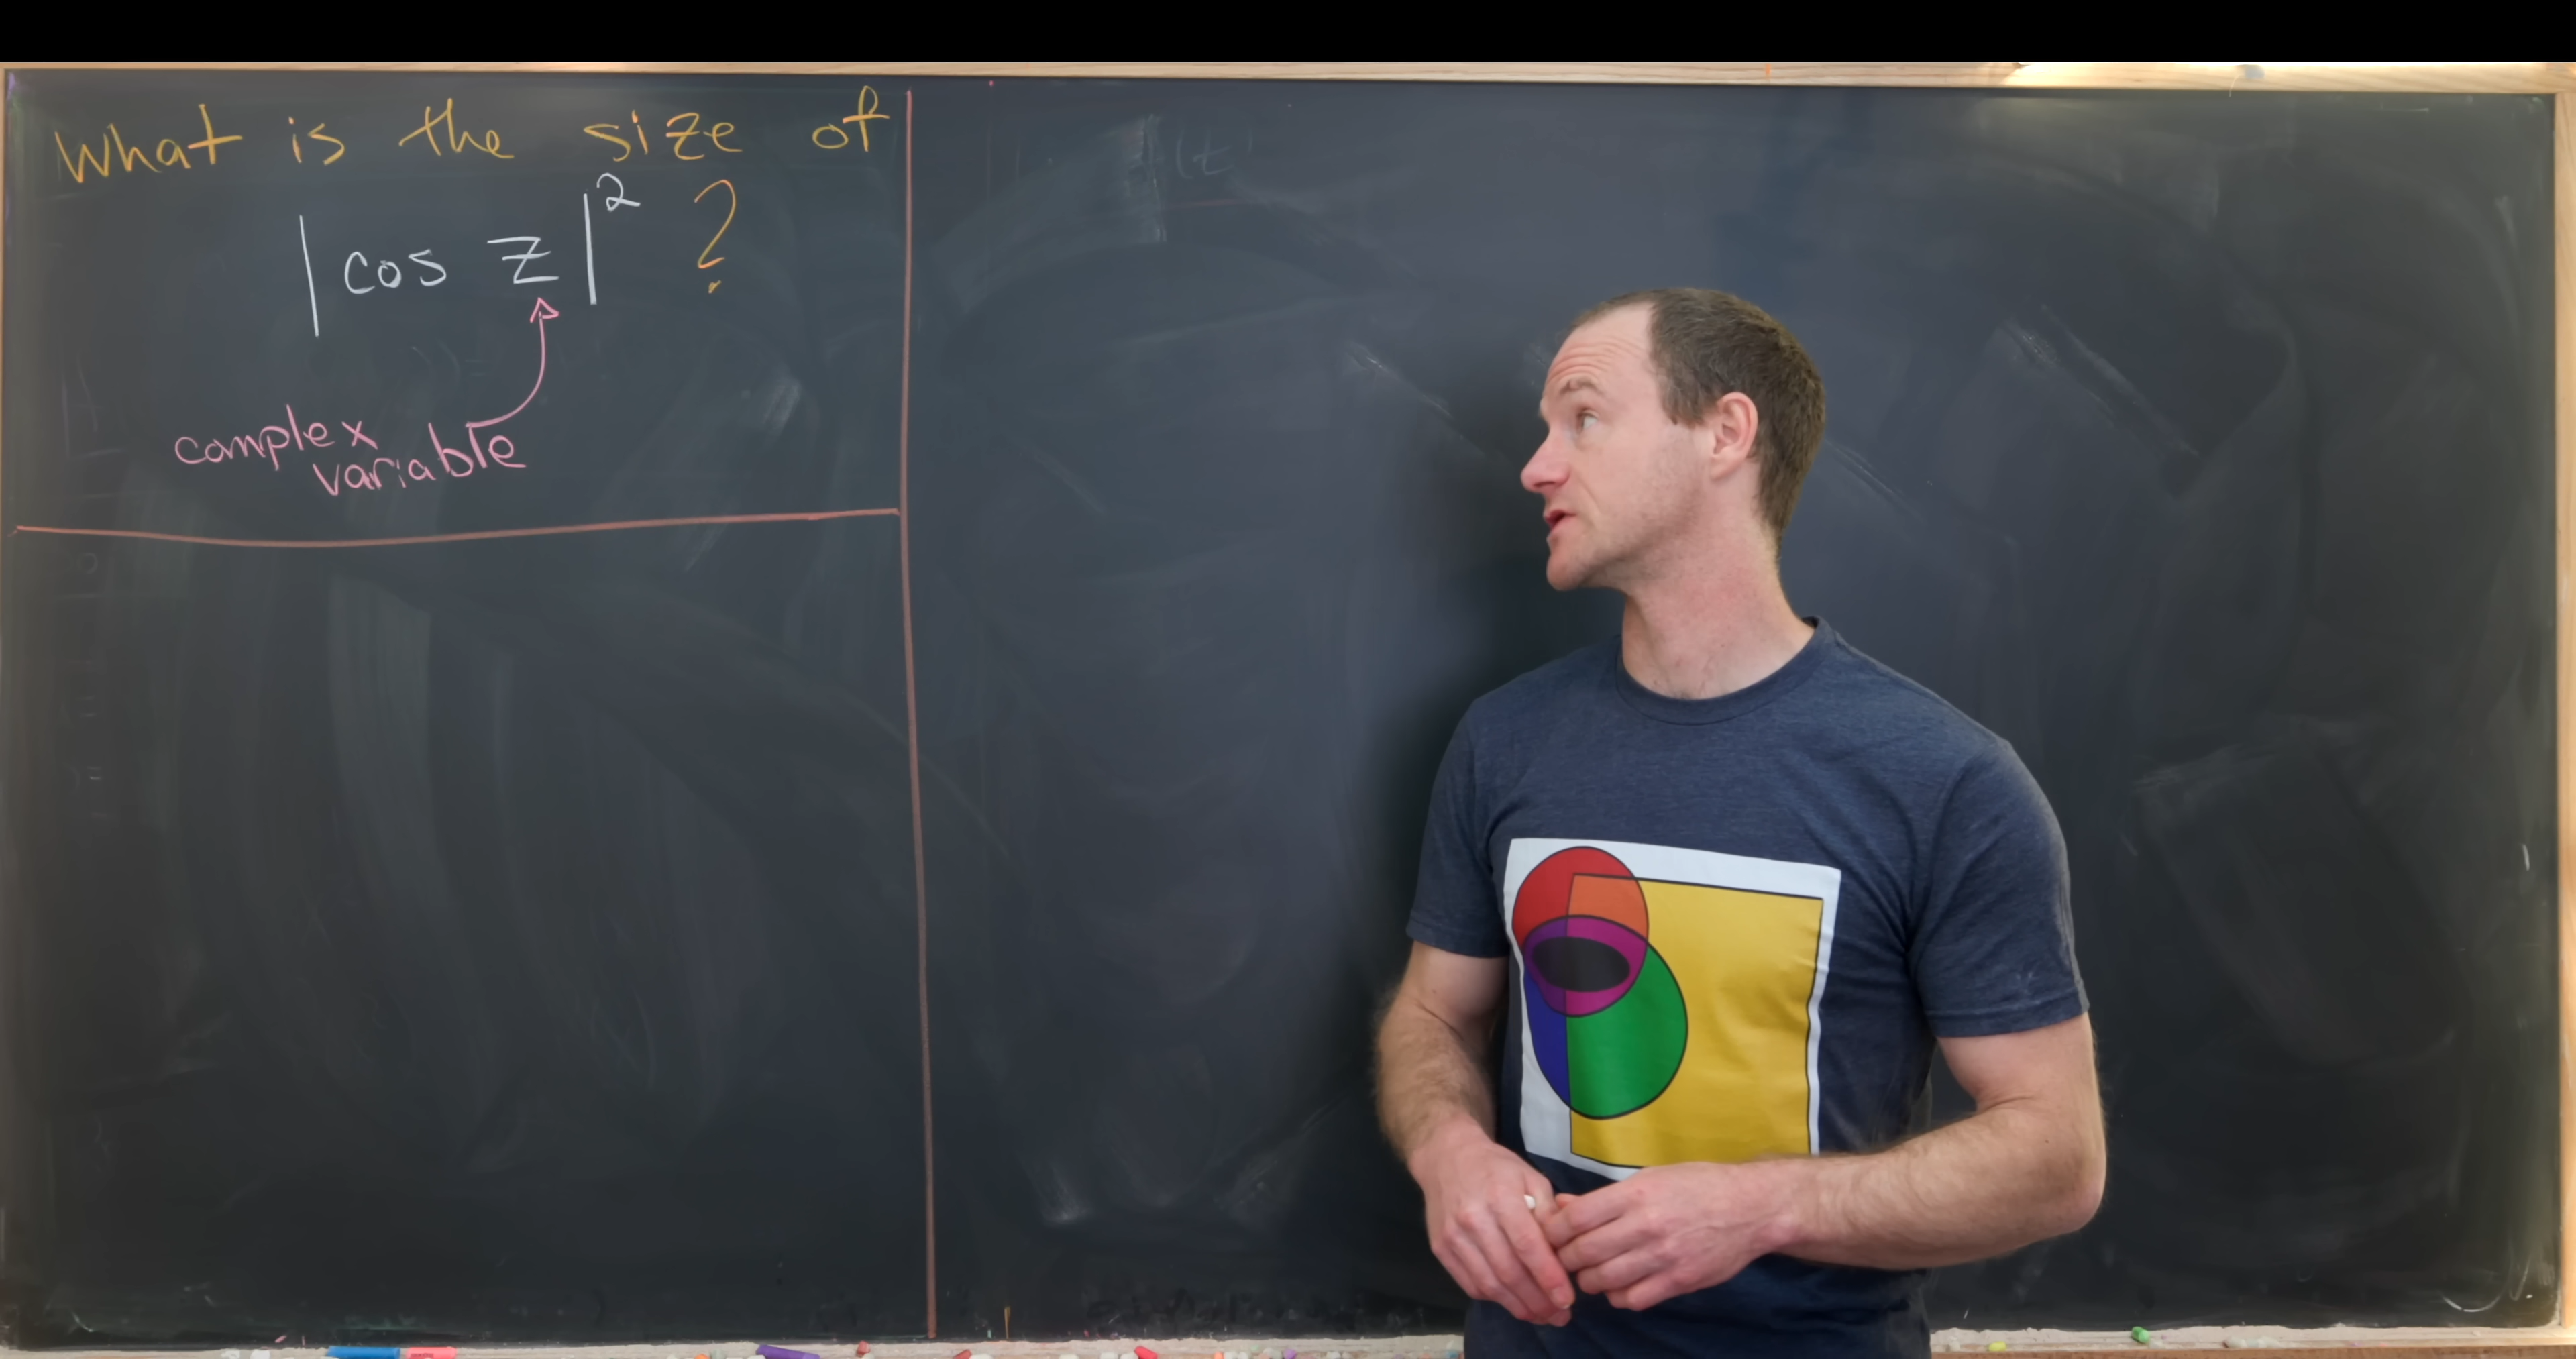 What is the size of
|cos z|² ?
complex
variable